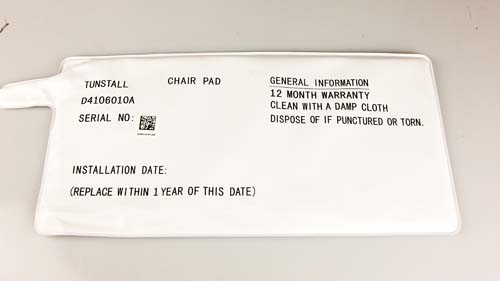 TUNSTALL
D4106010A
SERIAL NO:
CHAIR PAD
GENERAL INFORMATION
12 MONTH WARRANTY
CLEAN WITH A DAMP CLOTH
DISPOSE OF IF PUNCTURED OR TORN.
INSTALLATION DATE:
(REPLACE WITHIN 1 YEAR OF THIS DATE)